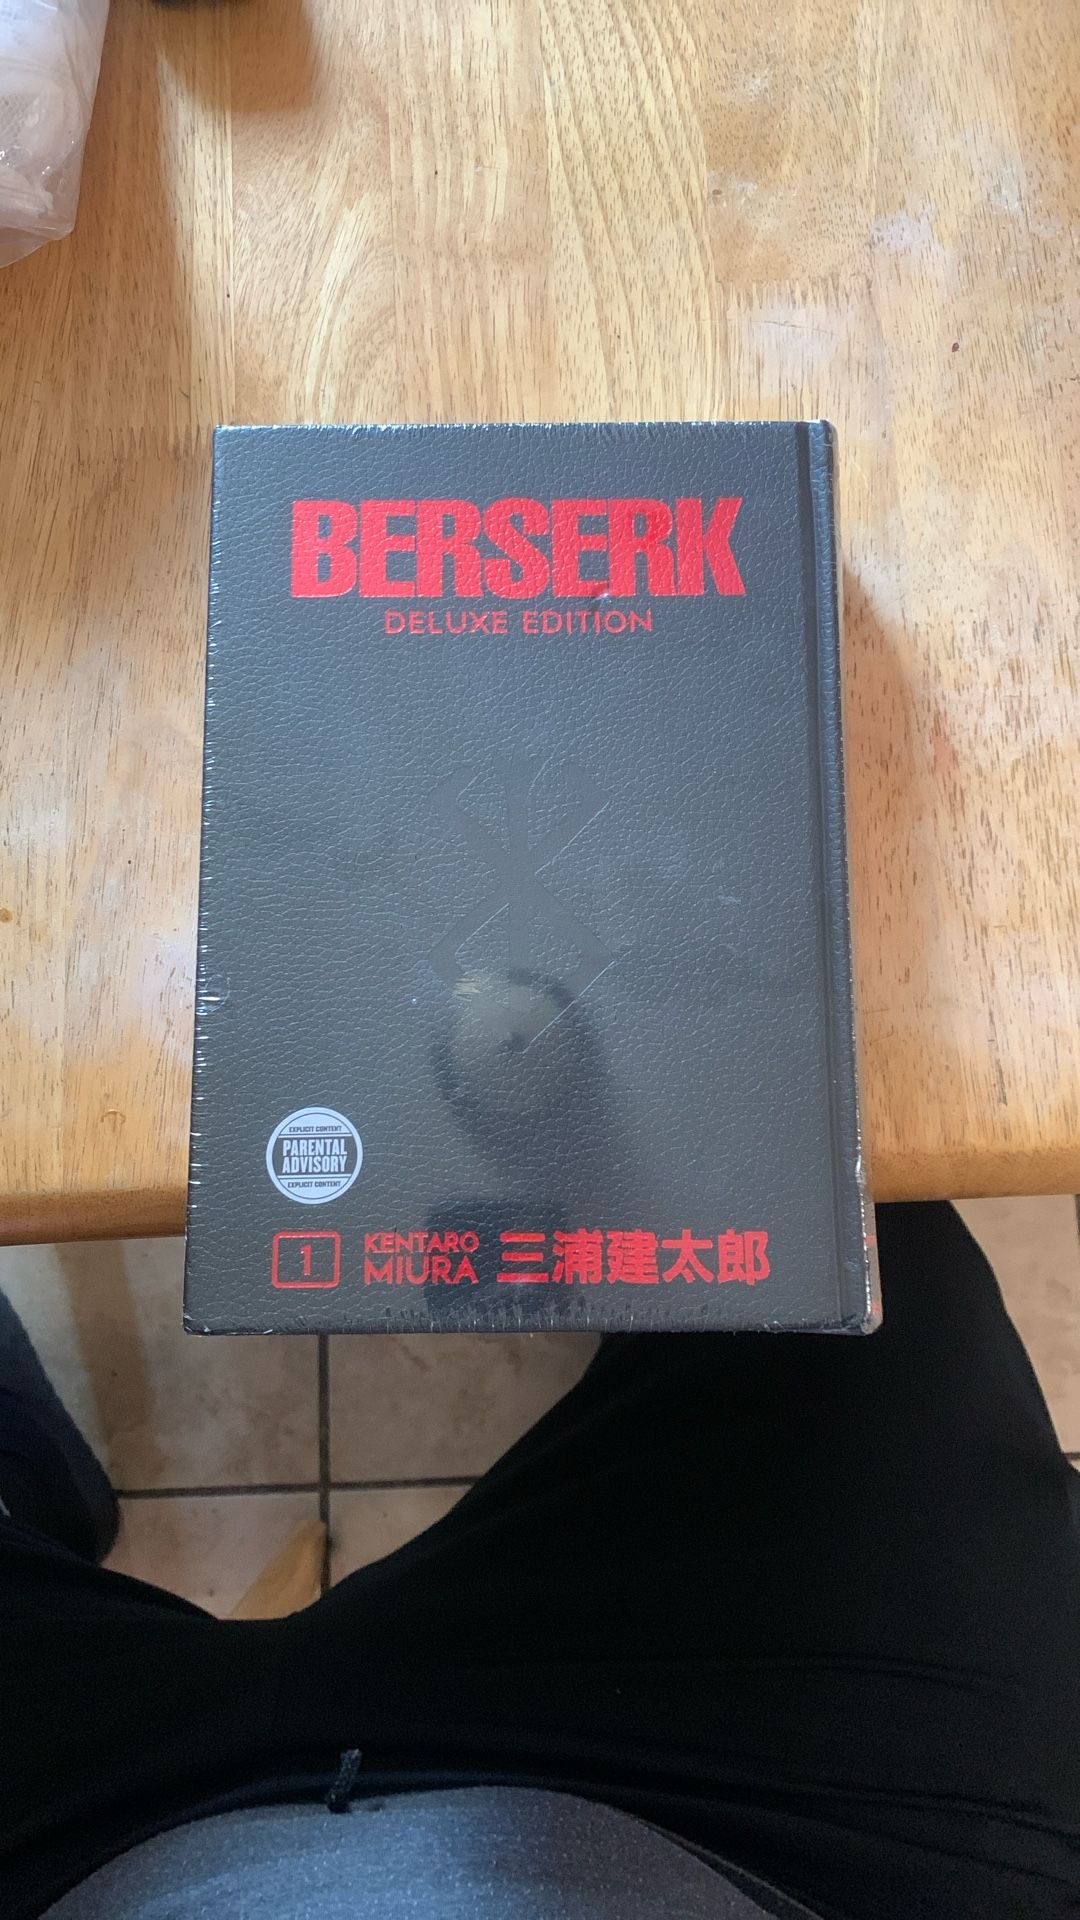 BERSERK
DELUXE EDITION
EXPLICIT CONTENT
PARENTAL
ADVISORY
EXPLICIT CONTENT
1
KENTARO
MIURA
三浦建太郎